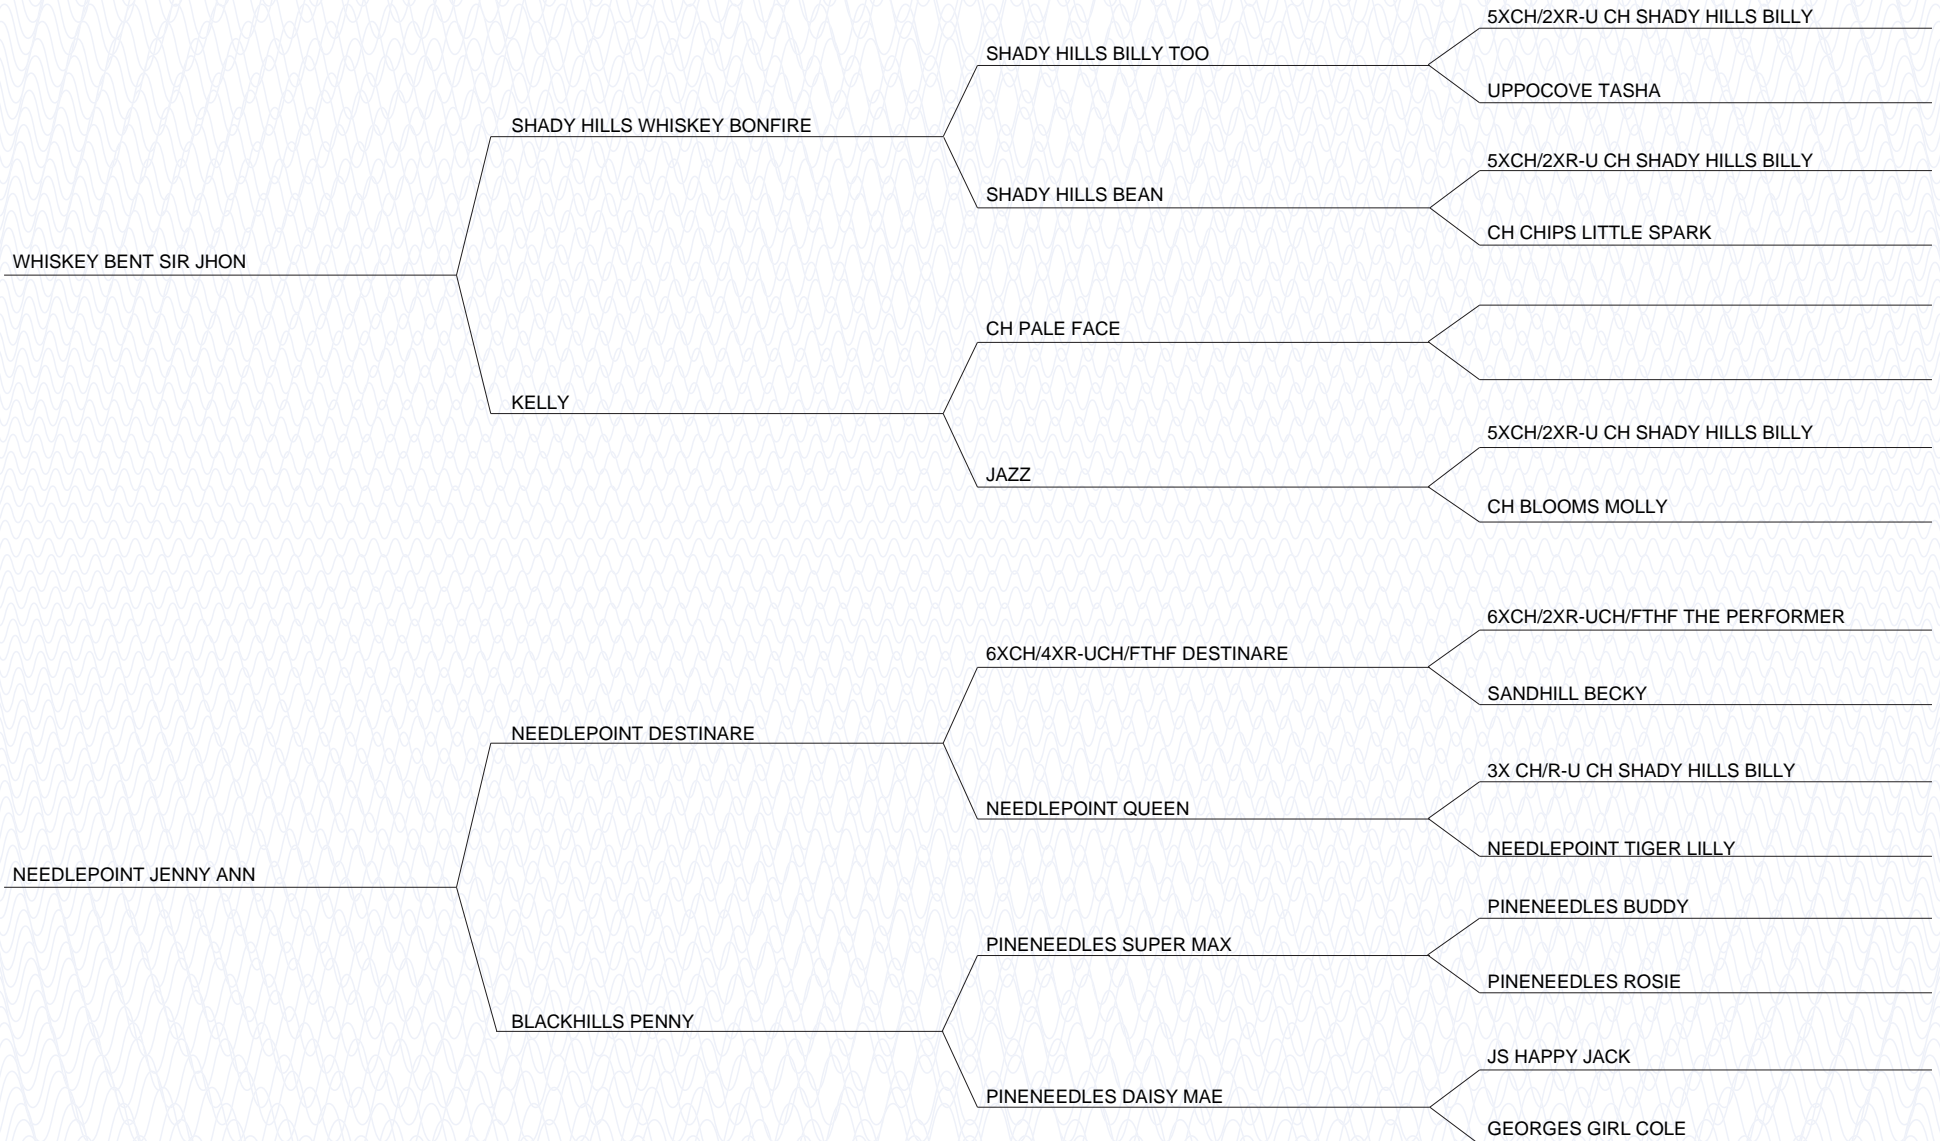 5XCH/2XR-U CH SHADY HILLS BILLY
SHADY HILLS BILLY TOO
UPPOCOVE TASHA
SHADY HILLS WHISKEY BONFIRE
5XCH/2XR-U CH SHADY HILLS BILLY
SHADY HILLS BEAN
CH CHIPS LITTLE SPARK
WHISKEY BENT SIR JHON
CH PALE FACE
KELLY
5XCH/2XR-U CH SHADY HILLS BILLY
JAZZ
CH BLOOMS MOLLY
6XCH/2XR-UCH/FTHF THE PERFORMER
6XCH/4XR-UCH/FTHF DESTINARE
SANDHILL BECKY
NEEDLEPOINT DESTINARE
3X CH/R-U CH SHADY HILLS BILLY
NEEDLEPOINT QUEEN
NEEDLEPOINT TIGER LILLY
NEEDLEPOINT JENNY ANN
PINENEEDLES BUDDY
PINENEEDLES SUPER MAX
PINENEEDLES ROSIE
BLACKHILLS PENNY
JS HAPPY JACK
PINENEEDLES DAISY MAE
GEORGES GIRL COLE